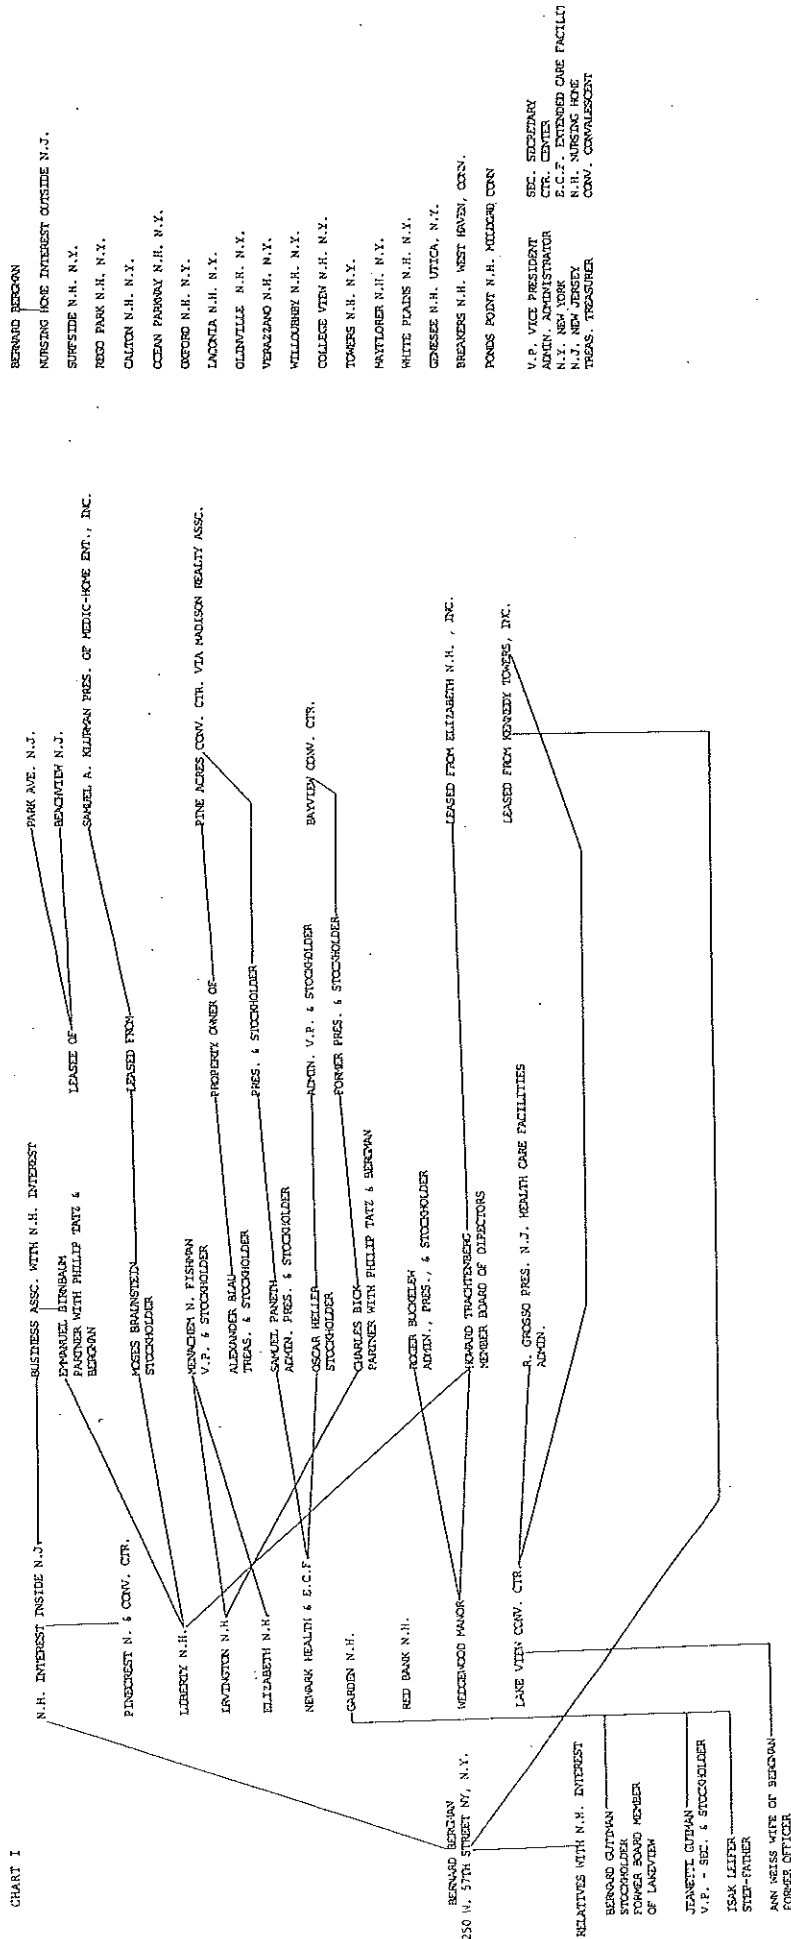 CHART I
BERNARD BERGMAN
250 W. 57TH STREET NY, N.Y.
RELATIVES WITH N.H. INTEREST
BERNARD GUTTMAN
STOCKHOLDER
FORMER BOARD MEMBER
OF LAKEVIEW
JEANETTE GUTMAN
V.P. - SEC. & STOCKHOLDER
ISAK LEIFER
STEP-FATHER
ANN WEISS WIFE OF BERGMAN
FORMER OFFICER
N.H. INTEREST INSIDE N.J.
PINECREST N. & CONV. CTR.
LIBERTY N.H.
IRVINGTON N.H.
ELIZABETH N.H.
NEWARK HEALTH & E.C.F.
GARDEN N.H.
RED BANK N.H.
WEDGEWOOD MANOR
LAKE VIEW CONV. CTR.
BUSINESS ASSC. WITH N.H. INTEREST
EMMANUEL BIRNBAUM
PARTNER WITH PHILLIP TATZ &
BERGMAN
MOSES BRAUNSTEIN
STOCKHOLDER
MENACHEM N. FISHMAN
V.P. & STOCKHOLDER
ALEXANDER BLAU
TREAS. & STOCKHOLDER
SAMUEL PANETH
ADMIN. PRES. & STOCKHOLDER
OSCAR HELLER
STOCKHOLDER
CHARLES BICK
PARTNER WITH PHILLIP TATZ & BERGMAN
ROGER BUCKELEW
ADMIN., PRES., & STOCKHOLDER
HOWARD TRACHTENBERG
MEMBER BOARD OF DIRECTORS
R. GROSSO PRES. N.J. HEALTH CARE FACILITIES
ADMIN.
LEASEE OF
LEASED FROM
PROPERTY OWNER OF
PRES. & STOCKHOLDER
ADMIN. V.P. & STOCKHOLDER
FORMER PRES. & STOCKHOLDER
PARK AVE. N.J.
BEACHVIEW N.J.
SAMUEL A. KLURMAN PRES. OF MEDIC-HOME ENT., INC.
PINE ACRES CONV. CTR. VIA MADISON REALTY ASSC.
BAYVIEW CONV. CTR.
LEASED FROM ELIZABETH N.H. , INC.
LEASED FROM KENNEDY TOWERS, INC.
BERNARD BERGMAN
NURSING HOME INTEREST OUTSIDE N.J.
SURFSIDE N.H. N.Y.
REGO PARK N.H. N.Y.
CALTON N.H. N.Y.
OCEAN PARKWAY N.H. N.Y.
OXFORD N.H. N.Y.
LACONIA N.H. N.Y.
OLINVILLE N.H. N.Y.
VERAZZANO N.H. N.Y.
WILLOUGHBY N.H. N.Y.
COLLEGE VIEW N.H. N.Y.
TOWERS N.H. N.Y.
MAYFLORER N.H. N.Y.
WHITE PLAINS N.H. N.Y.
GENESEE N.H. UTICA, N.Y.
BREAKERS N.H. WEST HAVEN, CONN.
PONDS POINT N.H. CONN
V.P. VICE PRESIDENT
ADMIN. ADMINISTRATOR
N.Y. NEW YORK
N.J. NEW JERSEY
TREAS. TREASURER
SEC. SECRETARY
CTR. CENTER
E.C.F. EXTENDED CARE FACILIT
N.H. NURSING HOME
CONV. CONVALESCENT